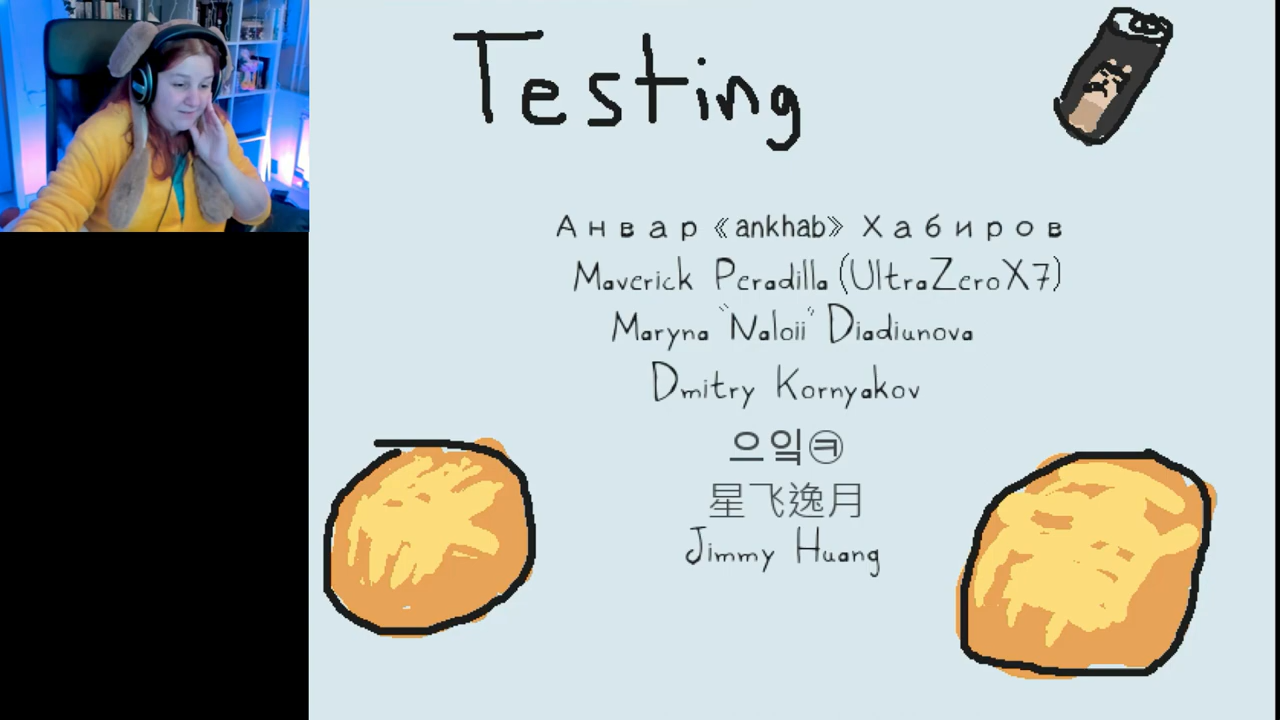 Testing
Анвар 《ankhab》 Хабиров
Maverick Peradilla (UltraZeroX7)
Maryna "Naloii" Diadiunova
Dmitry Kornyakov
으잌㉪
星飞逸月
Jimmy Huang